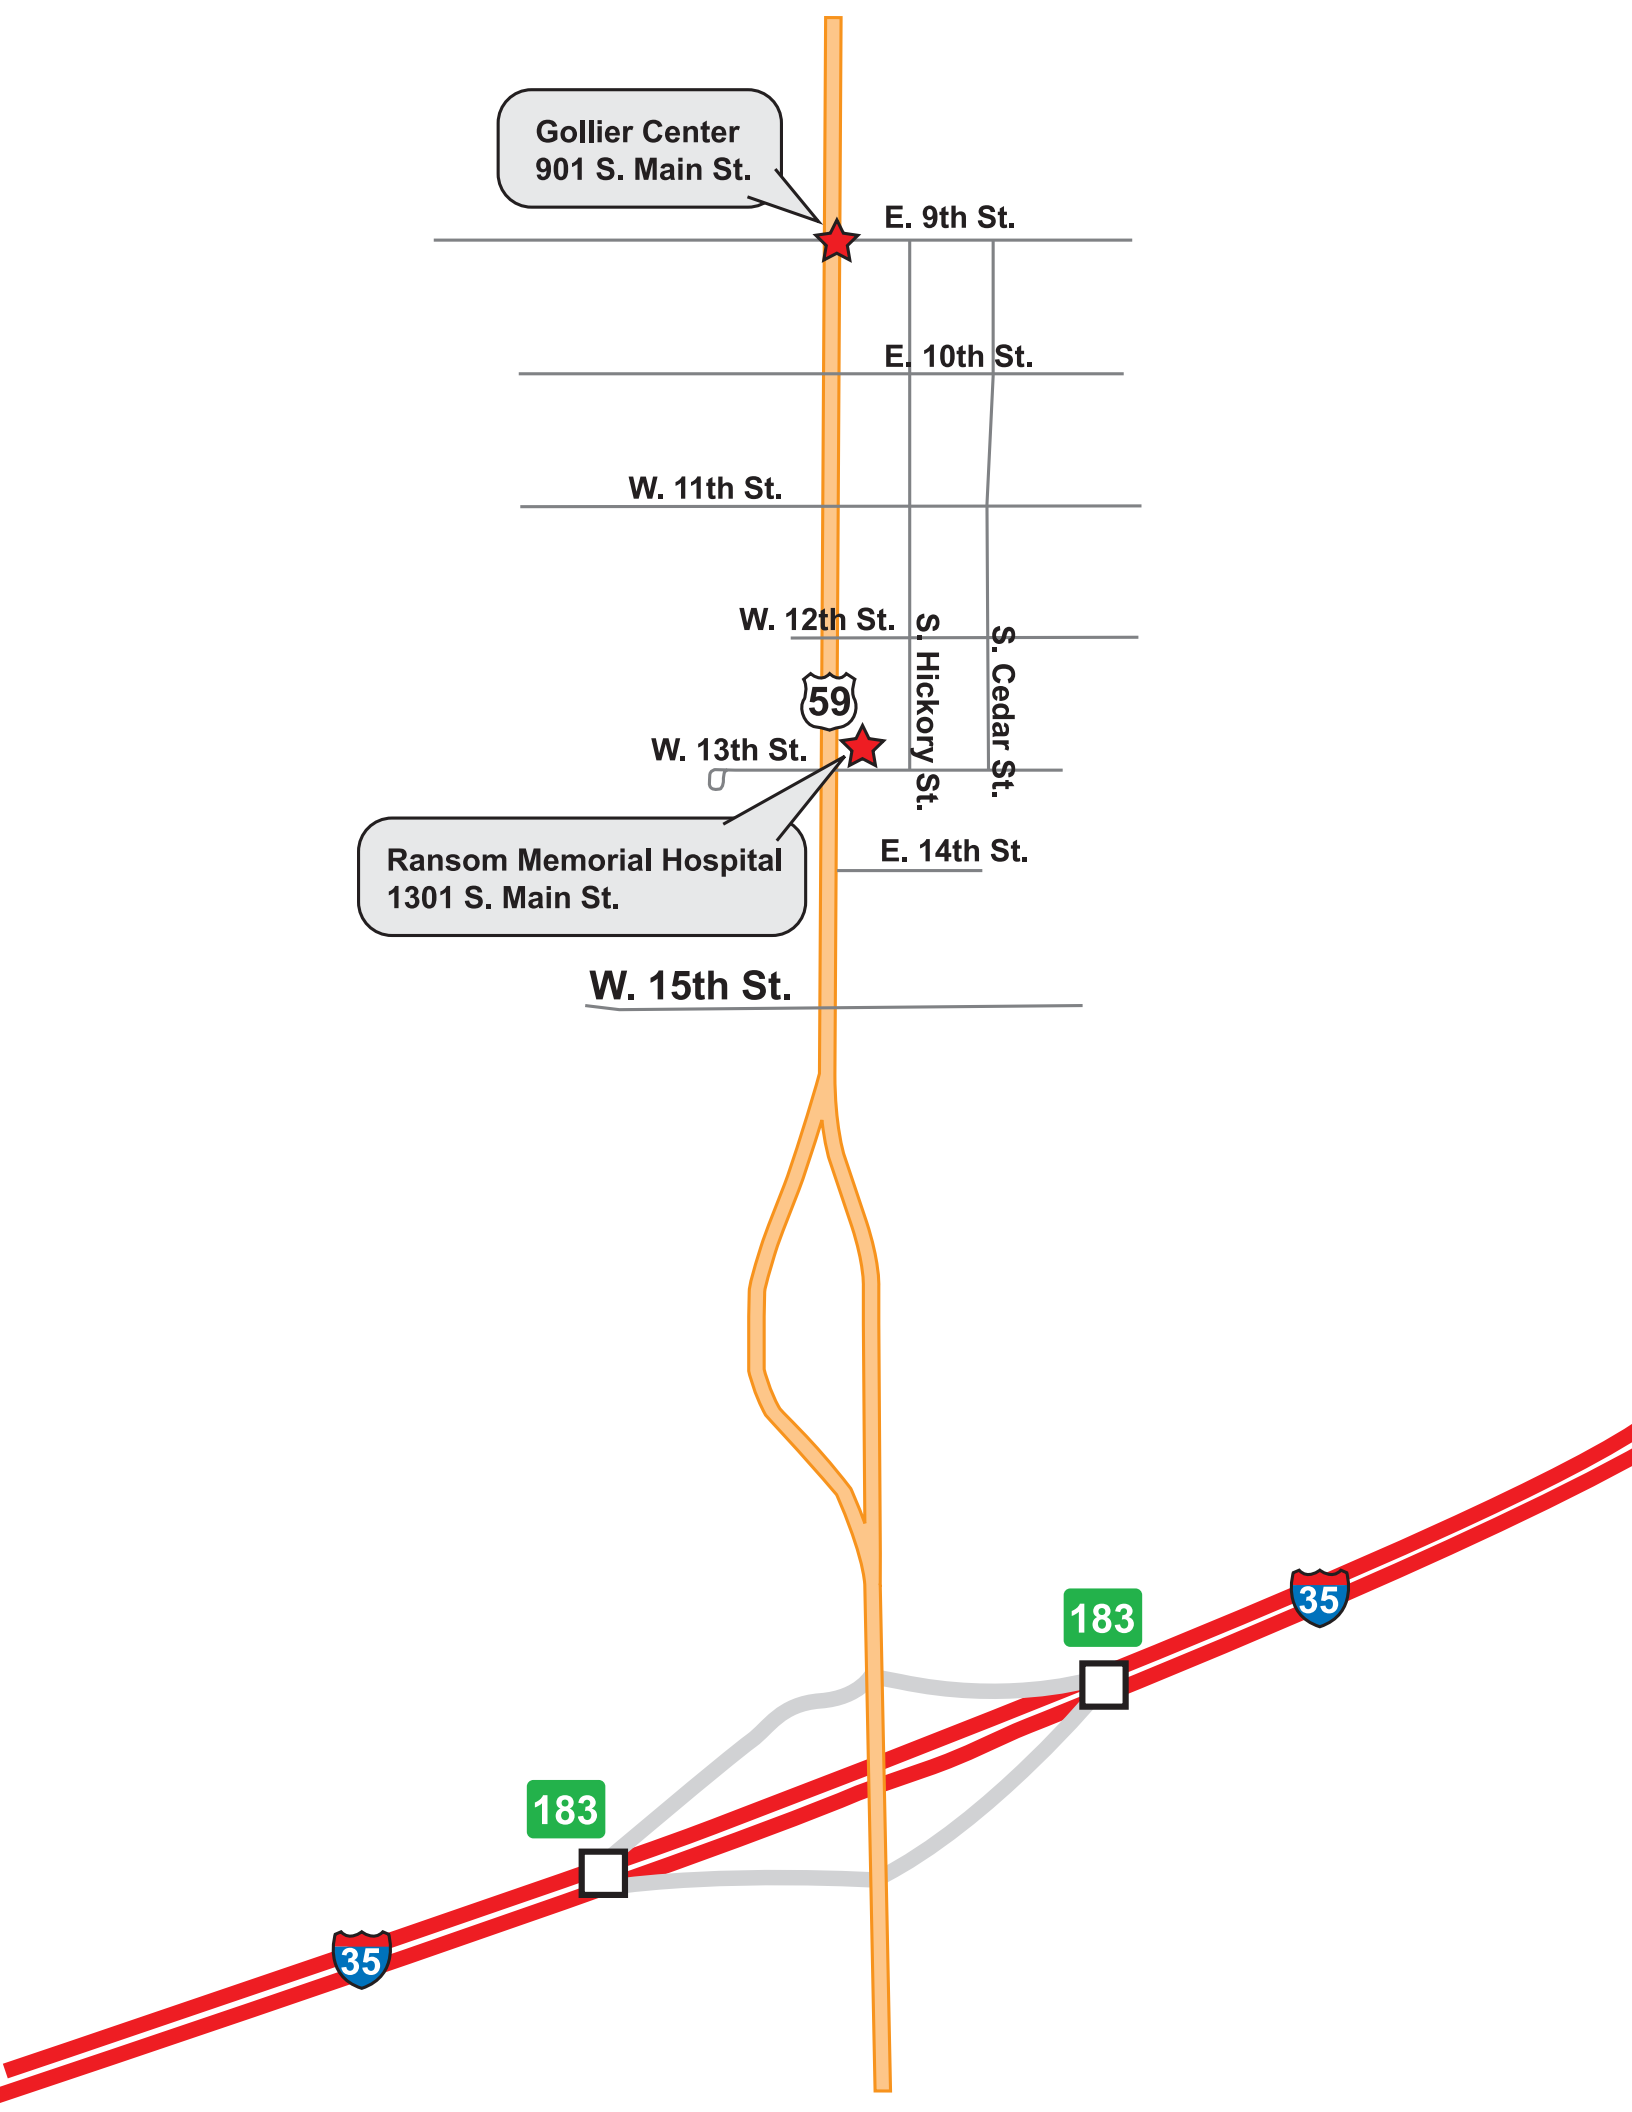 Gollier Center
901 S. Main St.
E. 9th St.
E. 10th St.
W. 11th St.
W. 12th St.
S. Hickory St.
S. Cedar St.
59
W. 13th St.
Ransom Memorial Hospital
1301 S. Main St.
E. 14th St.
W. 15th St.
35
183
183
35